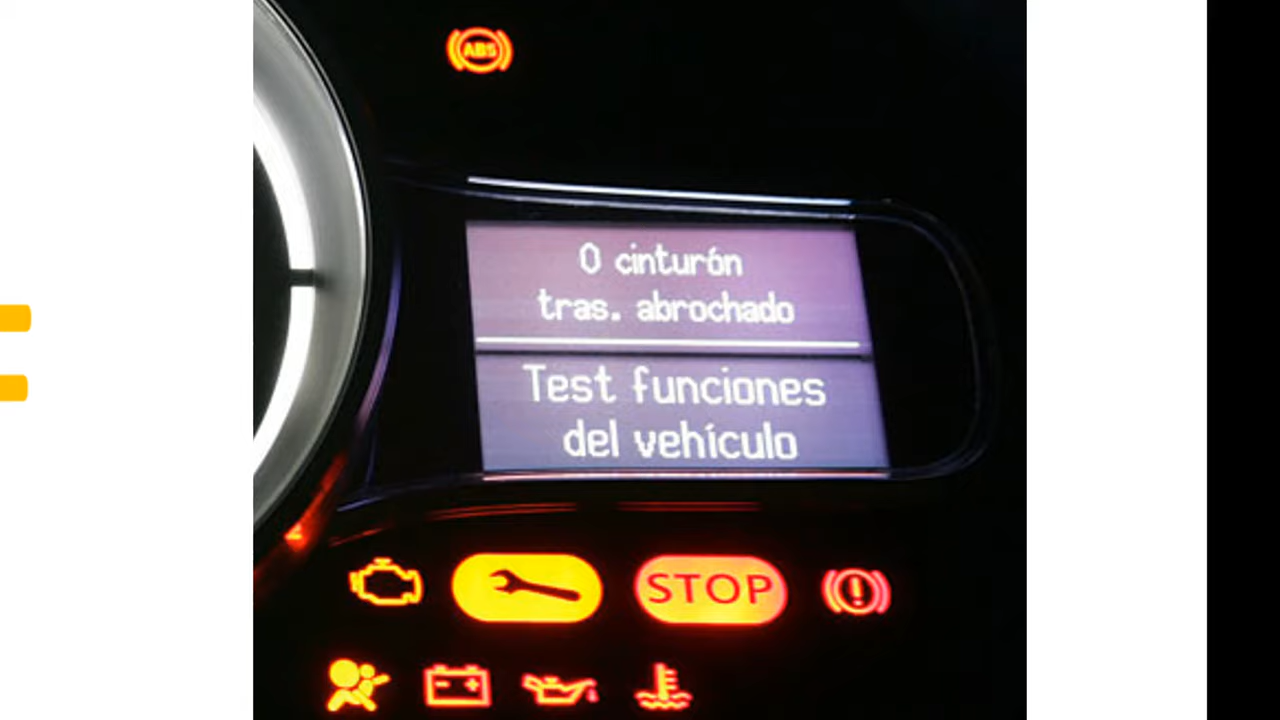 ABS
0 cinturón
tras. abrochado
Test funciones
del vehículo
STOP